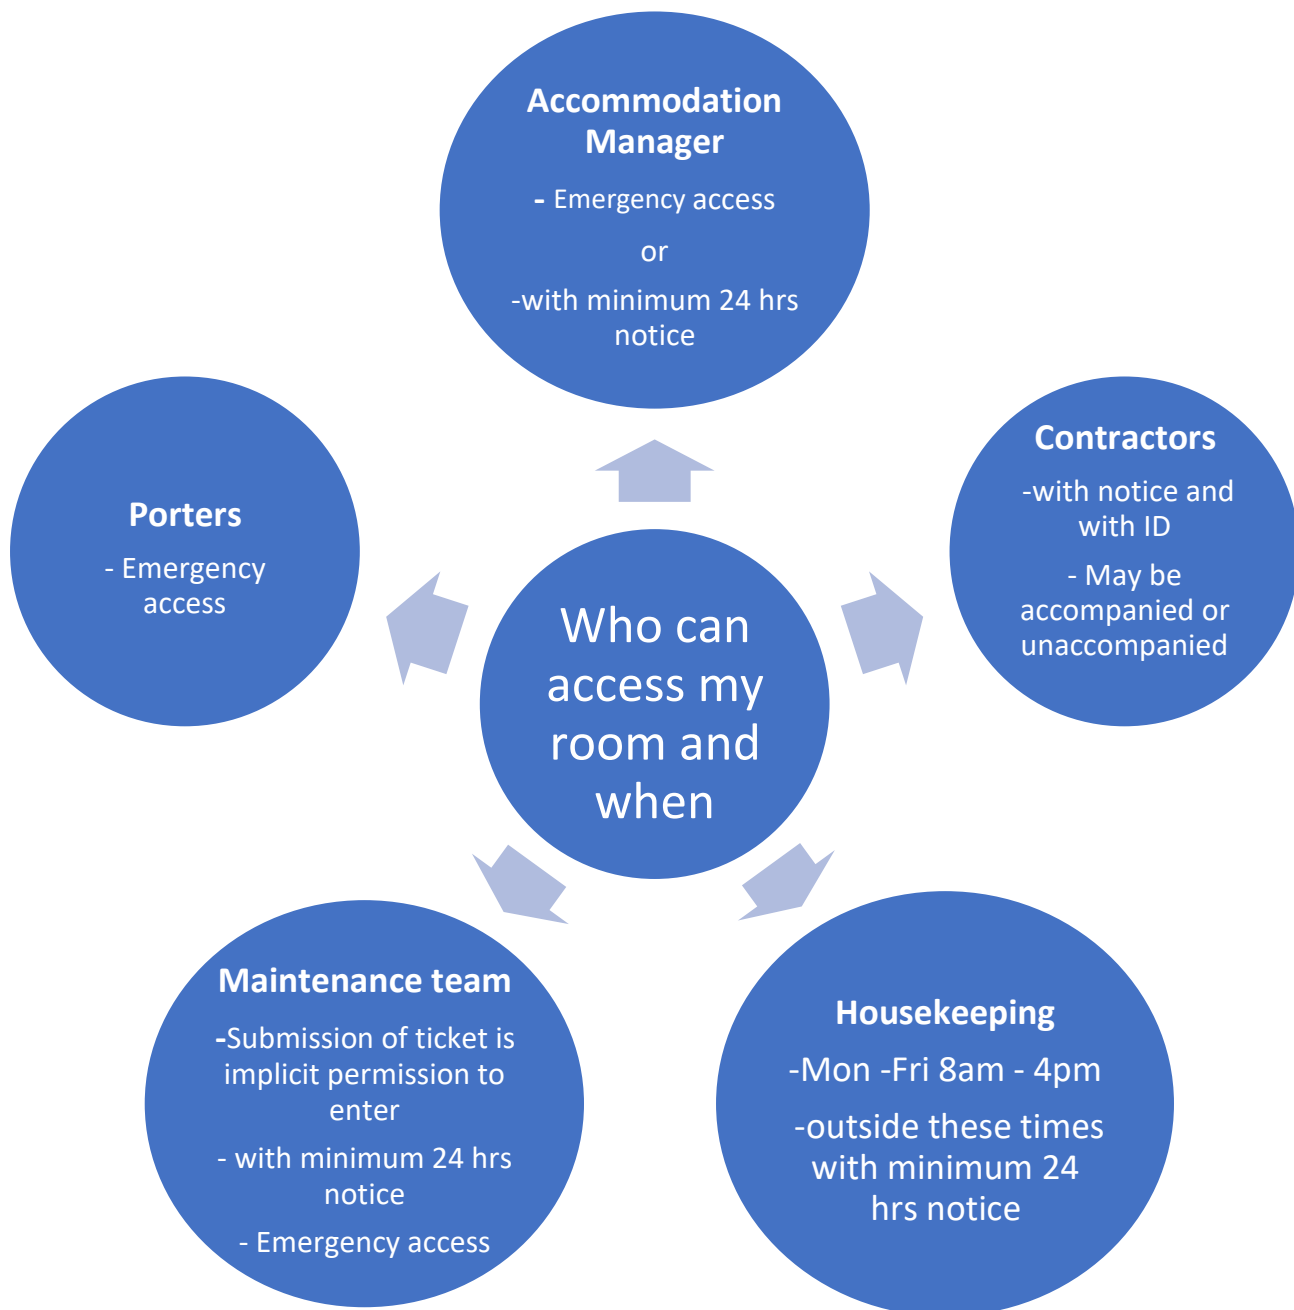 Accommodation
Manager
- Emergency access
or
-with minimum 24 hrs
notice
Contractors
-with notice and
with ID
- May be
accompanied or
unaccompanied
Porters
- Emergency
access
Who can
access my
room and
when
Maintenance team
-Submission of ticket is
implicit permission to
enter
- with minimum 24 hrs
notice
- Emergency access
Housekeeping
-Mon -Fri 8am - 4pm
-outside these times
with minimum 24
hrs notice